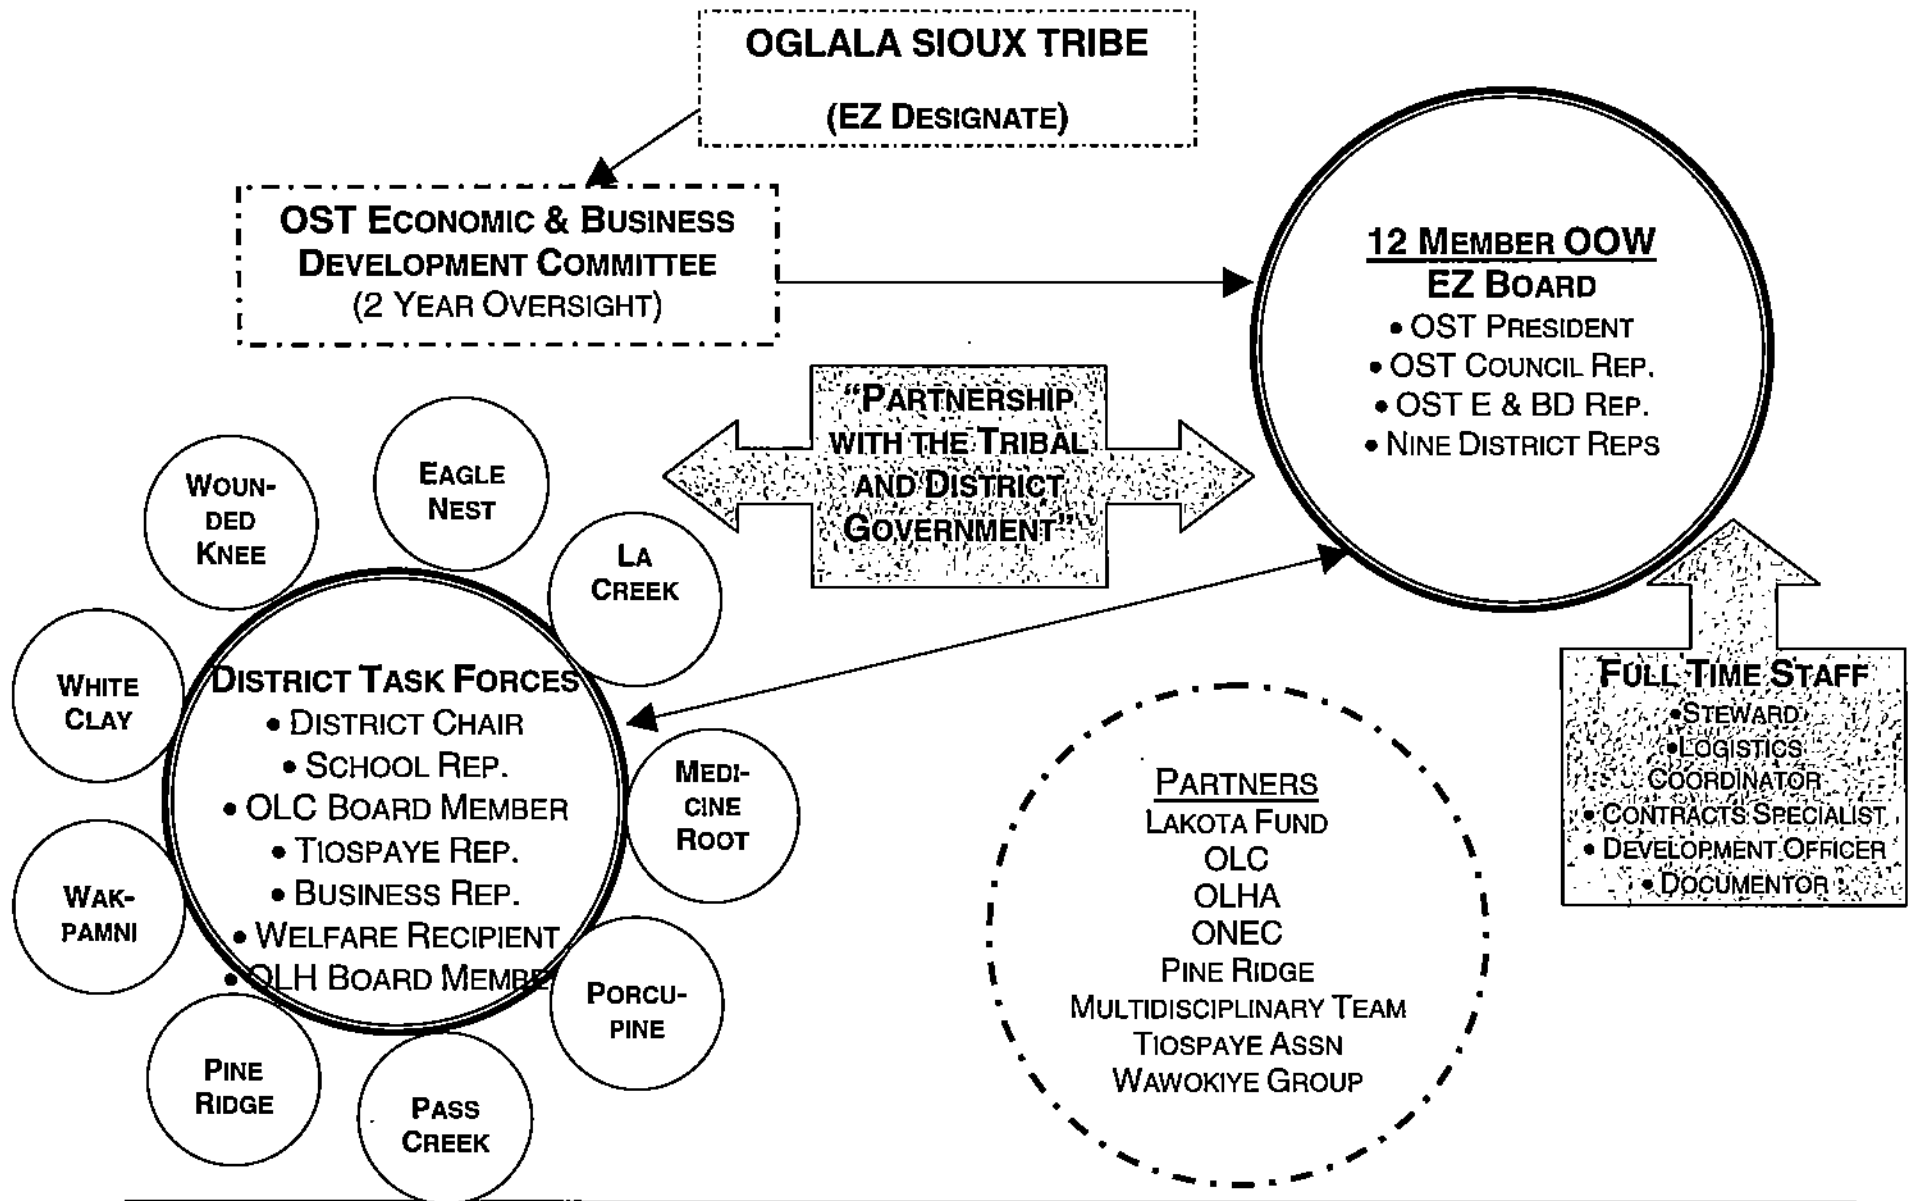 OGLALA SIOUX TRIBE
(EZ DESIGNATE)
OST ECONOMIC & BUSINESS
DEVELOPMENT COMMITTEE
(2 YEAR OVERSIGHT)
12 MEMBER OOW
EZ BOARD
• OST PRESIDENT
• OST COUNCIL REP.
• OST E & BD REP.
• NINE DISTRICT REPS
"PARTNERSHIP
WITH THE TRIBAL
AND DISTRICT
GOVERNMENT"
WOUN-
DED
KNEE
EAGLE
NEST
LA
CREEK
WHITE
CLAY
DISTRICT TASK FORCES
• DISTRICT CHAIR
• SCHOOL REP.
• OLC BOARD MEMBER
• TIOSPAYE REP.
• BUSINESS REP.
• WELFARE RECIPIENT
• OLH BOARD MEMBER
MEDI-
CINE
ROOT
WAK-
PAMNI
PORCU-
PINE
PINE
RIDGE
PASS
CREEK
PARTNERS
LAKOTA FUND
OLC
OLHA
ONEC
PINE RIDGE
MULTIDISCIPLINARY TEAM
TIOSPAYE ASSN
WAWOKIYE GROUP
FULL TIME STAFF
•STEWARD
•LOGISTICS
COORDINATOR
• CONTRACTS SPECIALIST
• DEVELOPMENT OFFICER
• DOCUMENTOR